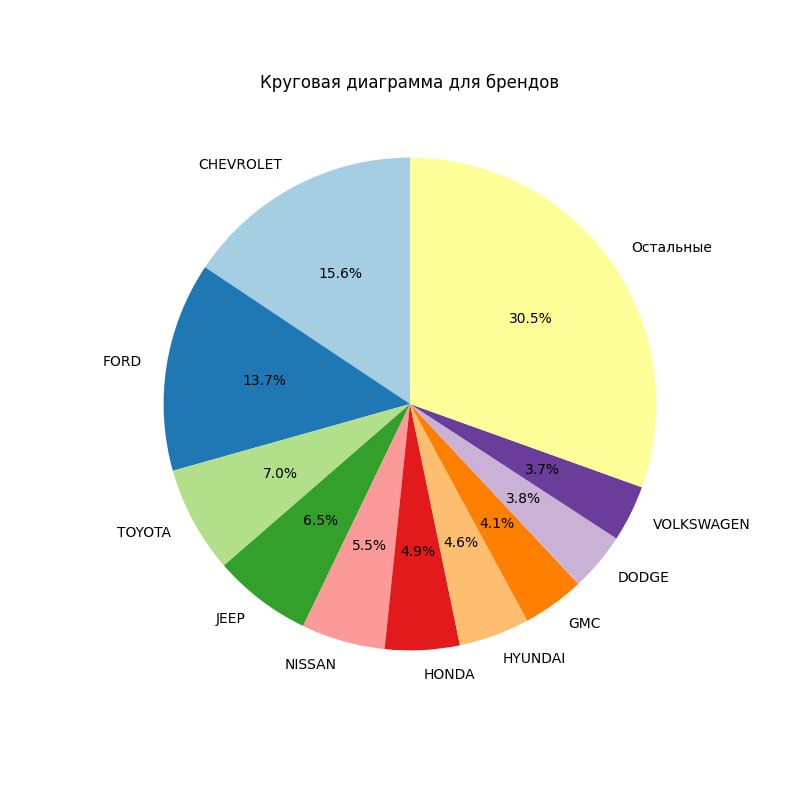 Круговая диаграмма для брендов
CHEVROLET
15.6%
Остальные
30.5%
FORD
13.7%
TOYOTA
7.0%
JEEP
6.5%
NISSAN
5.5%
HONDA
4.9%
HYUNDAI
4.6%
GMC
4.1%
DODGE
3.8%
VOLKSWAGEN
3.7%